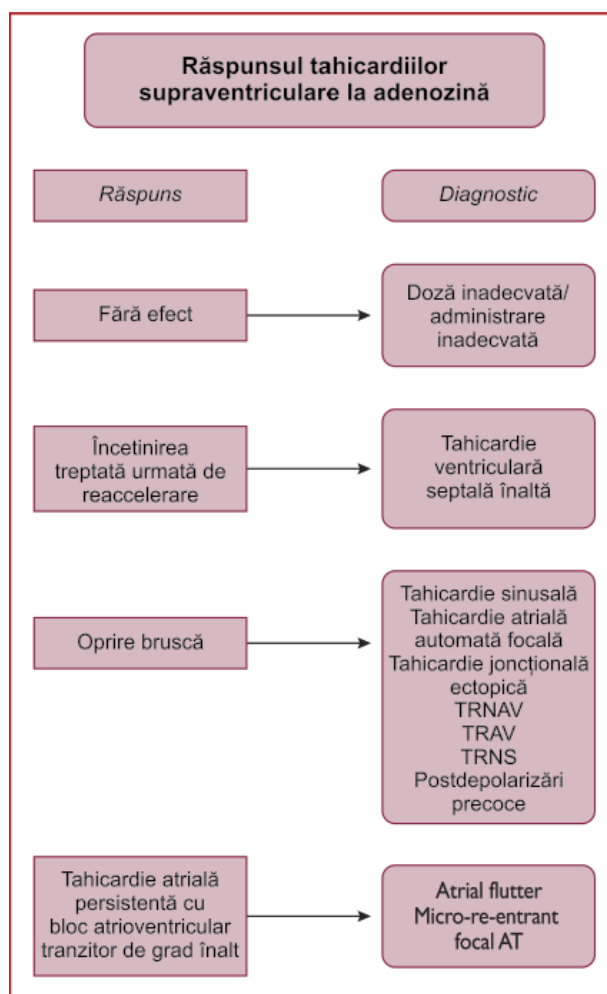 Răspunsul tahicardiilor
supraventriculare la adenozină
Răspuns
Diagnostic
Fără efect
Doză inadecvată/
administrare
inadecvată
Încetinirea
treptată urmată de
reaccelerare
Tahicardie
ventriculară
septală înaltă
Oprire bruscă
Tahicardie sinusală
Tahicardie atrială
automată focală
Tahicardie joncțională
ectopică
TRNAV
TRAV
TRNS
Postdepolarizări
precoce
Tahicardie atrială
persistentă cu
bloc atrioventricular
tranzitor de grad înalt
Atrial flutter
Micro-re-entrant
focal AT